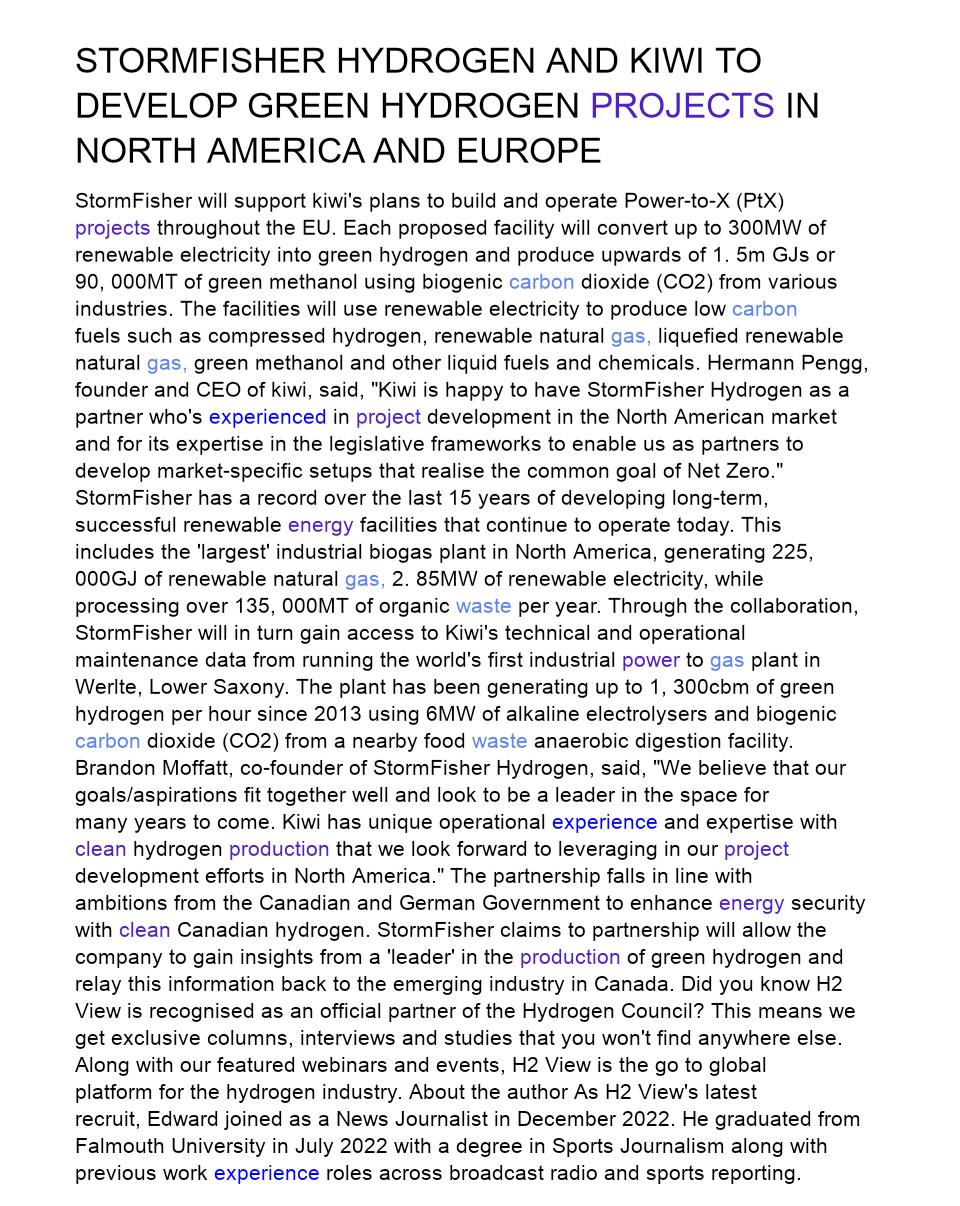 STORMFISHER HYDROGEN AND KIWI TO
DEVELOP GREEN HYDROGEN PROJECTS IN
NORTH AMERICA AND EUROPE
StormFisher will support kiwi's plans to build and operate Power-to-X (PtX)
projects throughout the EU. Each proposed facility will convert up to 300MW of
renewable electricity into green hydrogen and produce upwards of 1. 5m GJs or
90, 000MT of green methanol using biogenic carbon dioxide (CO2) from various
industries. The facilities will use renewable electricity to produce low carbon
fuels such as compressed hydrogen, renewable natural gas, liquefied renewable
natural gas, green methanol and other liquid fuels and chemicals. Hermann Pengg,
founder and CEO of kiwi, said, "Kiwi is happy to have StormFisher Hydrogen as a
partner who's experienced in project development in the North American market
and for its expertise in the legislative frameworks to enable us as partners to
develop market-specific setups that realise the common goal of Net Zero."
StormFisher has a record over the last 15 years of developing long-term,
successful renewable energy facilities that continue to operate today. This
includes the 'largest' industrial biogas plant in North America, generating 225,
000GJ of renewable natural gas, 2. 85MW of renewable electricity, while
processing over 135, 000MT of organic waste per year. Through the collaboration,
StormFisher will in turn gain access to Kiwi's technical and operational
maintenance data from running the world's first industrial power to gas plant in
Werlte, Lower Saxony. The plant has been generating up to 1, 300cbm of green
hydrogen per hour since 2013 using 6MW of alkaline electrolysers and biogenic
carbon dioxide (CO2) from a nearby food waste anaerobic digestion facility.
Brandon Moffatt, co-founder of StormFisher Hydrogen, said, "We believe that our
goals/aspirations fit together well and look to be a leader in the space for
many years to come. Kiwi has unique operational experience and expertise with
clean hydrogen production that we look forward to leveraging in our project
development efforts in North America." The partnership falls in line with
ambitions from the Canadian and German Government to enhance energy security
with clean Canadian hydrogen. StormFisher claims to partnership will allow the
company to gain insights from a 'leader' in the production of green hydrogen and
relay this information back to the emerging industry in Canada. Did you know H2
View is recognised as an official partner of the Hydrogen Council? This means we
get exclusive columns, interviews and studies that you won't find anywhere else.
Along with our featured webinars and events, H2 View is the go to global
platform for the hydrogen industry. About the author As H2 View's latest
recruit, Edward joined as a News Journalist in December 2022. He graduated from
Falmouth University in July 2022 with a degree in Sports Journalism along with
previous work experience roles across broadcast radio and sports reporting.